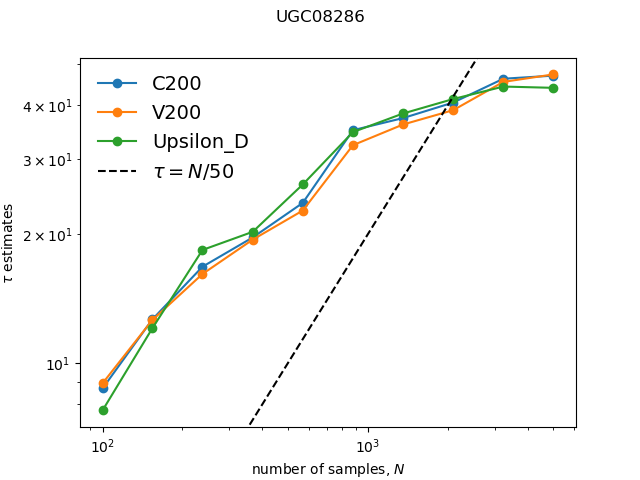 UGC08286
C200
V200
Upsilon_D
τ = N/50
4 × 10¹
3 × 10¹
2 × 10¹
10¹
τ estimates
10² 10³
number of samples, N